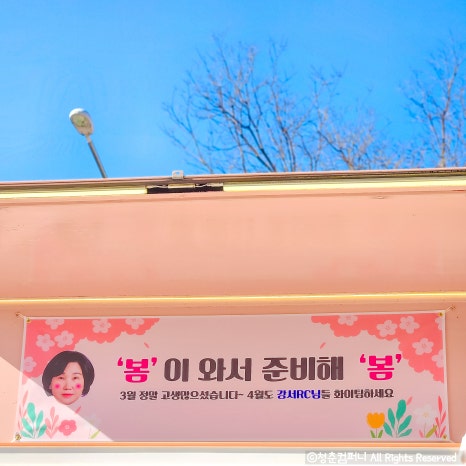 ‘봄’이 와서 준비해 ‘봄’
3월 정말 고생많으셨습니다~ 4월도 강서RC님들 화이팅하세요
©청춘컴퍼니 All Rights Reserved